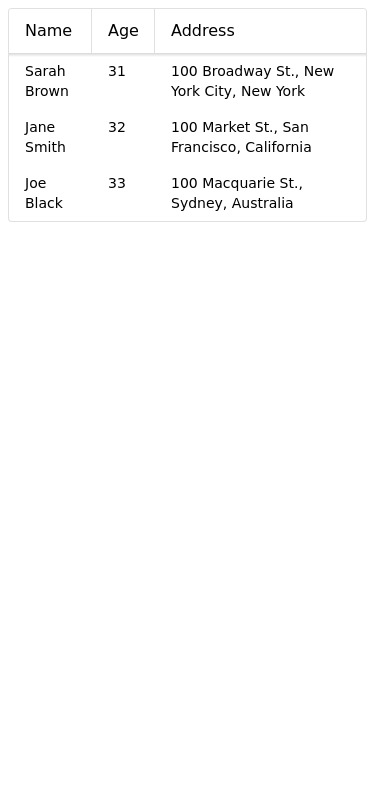 Name Age Address
Sarah Brown 31 100 Broadway St., New York City, New York
Jane Smith 32 100 Market St., San Francisco, California
Joe Black 33 100 Macquarie St., Sydney, Australia